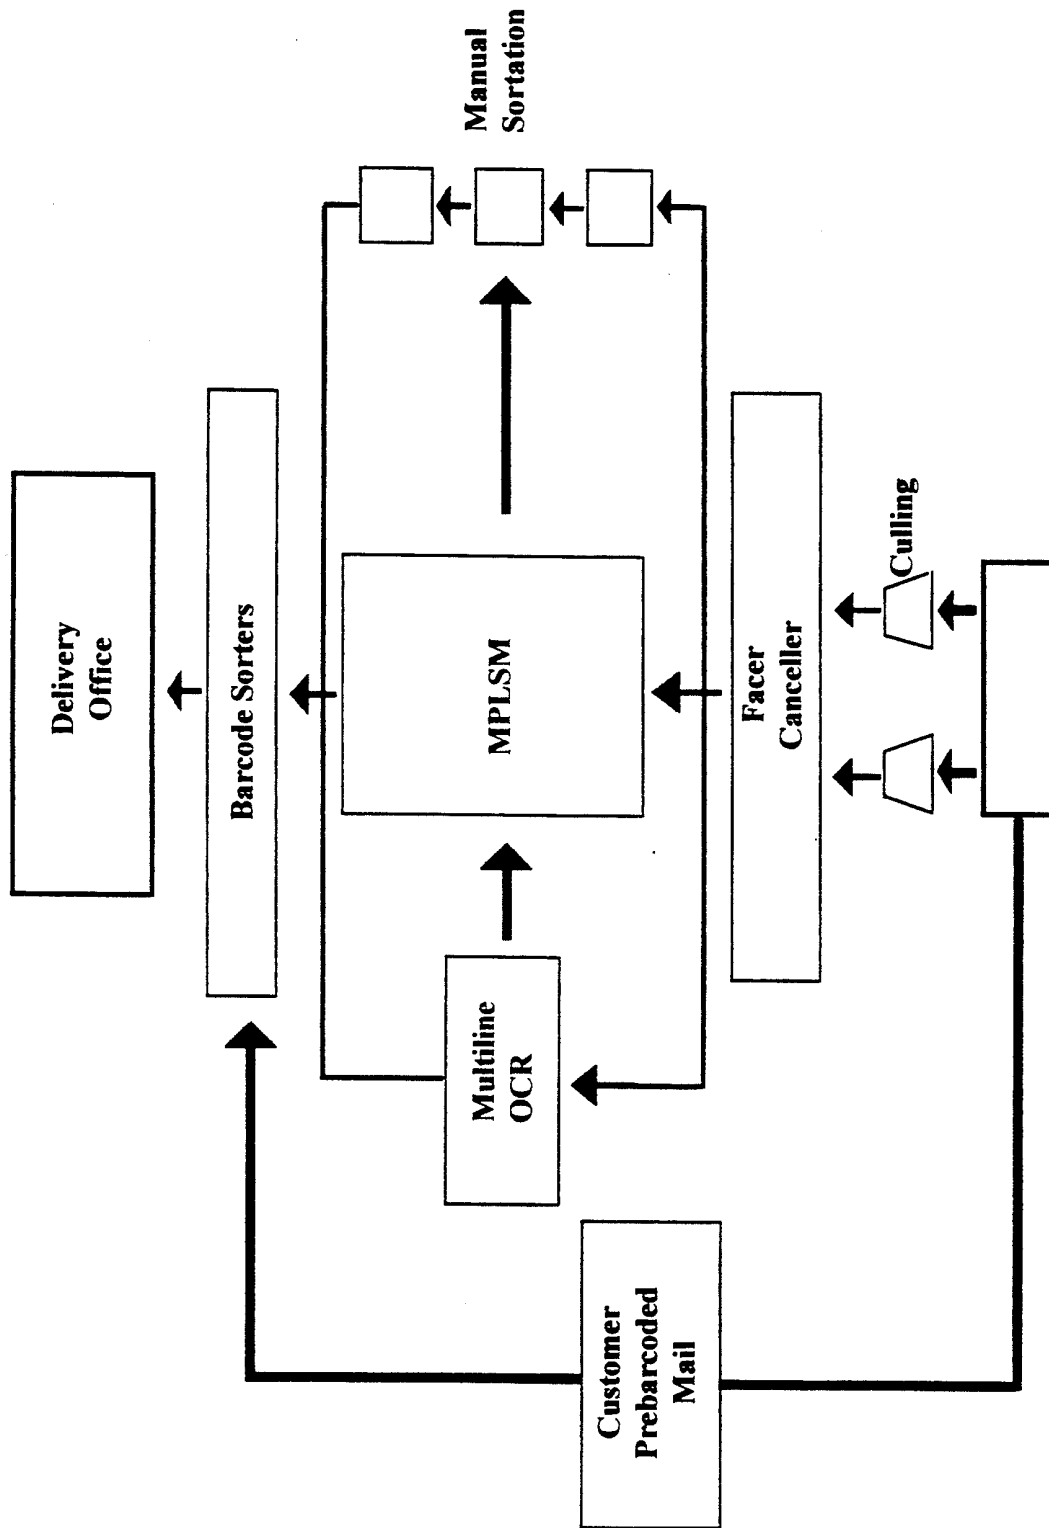 Delivery
Office
Barcode Sorters
Manual
Sortation
MPLSM
Multiline
OCR
Facer
Canceller
Culling
Customer
Prebarcoded
Mail